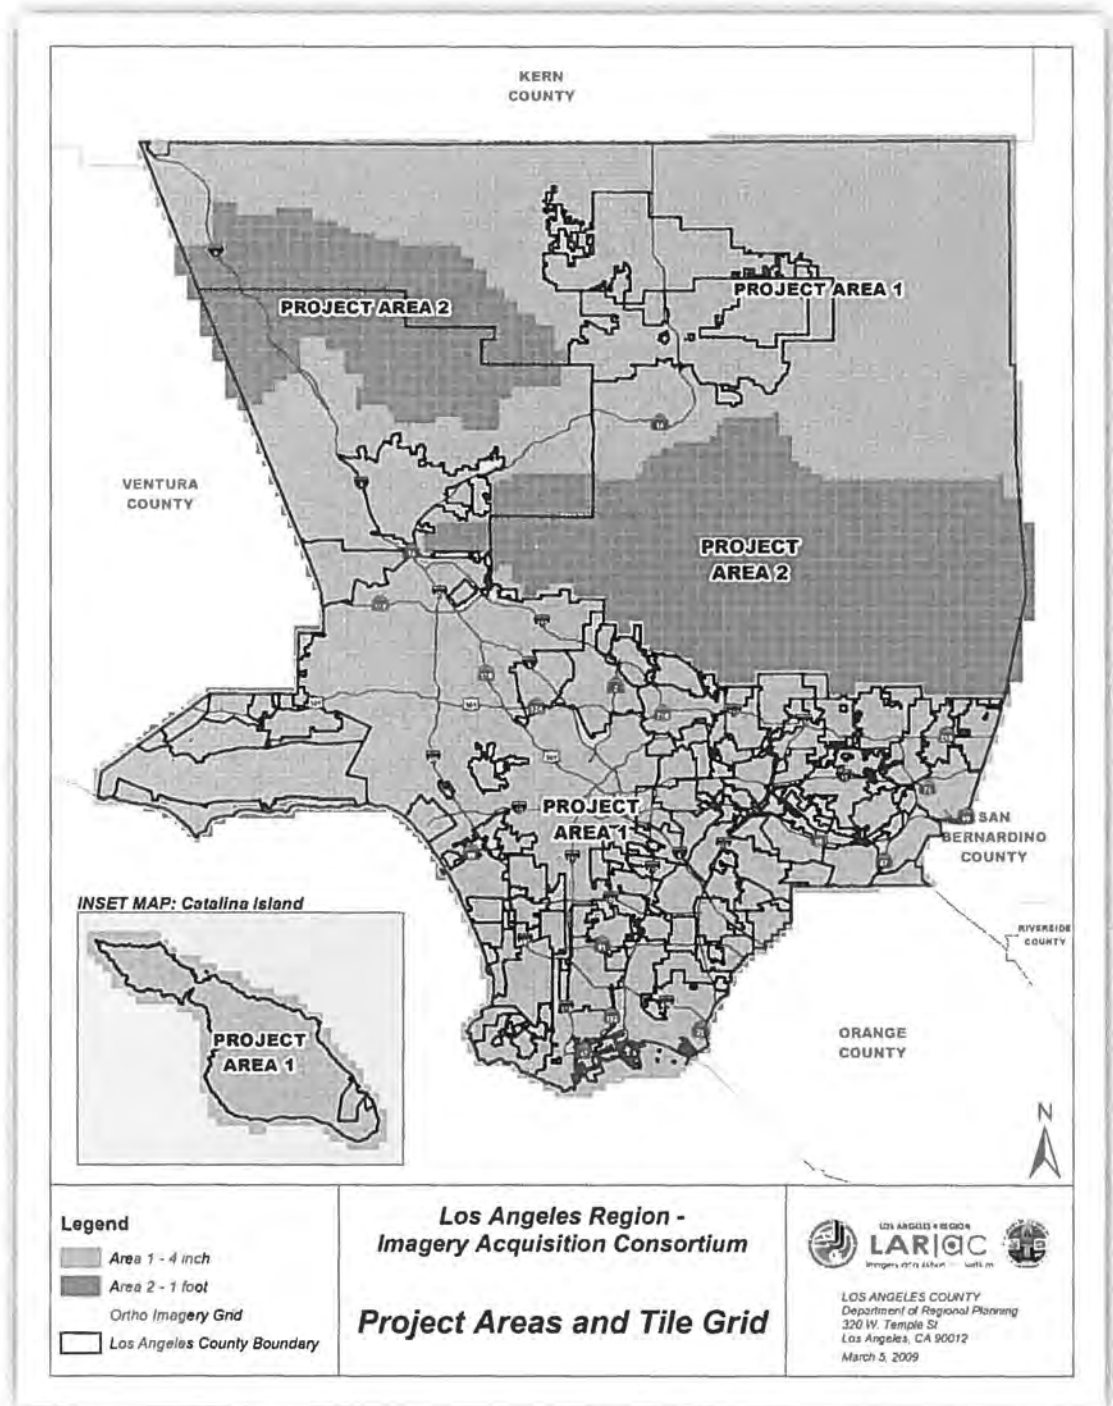 KERN
COUNTY
PROJECT AREA 2
PROJECT AREA 1
VENTURA
COUNTY
PROJECT
AREA 2
PROJECT
AREA 1
SAN
BERNARDINO
COUNTY
INSET MAP: Catalina Island
RIVERSIDE
COUNTY
PROJECT
AREA 1
ORANGE
COUNTY
N
Legend
Area 1 - 4 inch
Area 2 - 1 foot
Ortho Imagery Grid
Los Angeles County Boundary
Los Angeles Region -
Imagery Acquisition Consortium
Project Areas and Tile Grid
LOS ANGELES REGION
LAR|@C
LOS ANGELES COUNTY
Department of Regional Planning
320 W. Temple St
Los Angeles, CA 90012
March 5, 2009